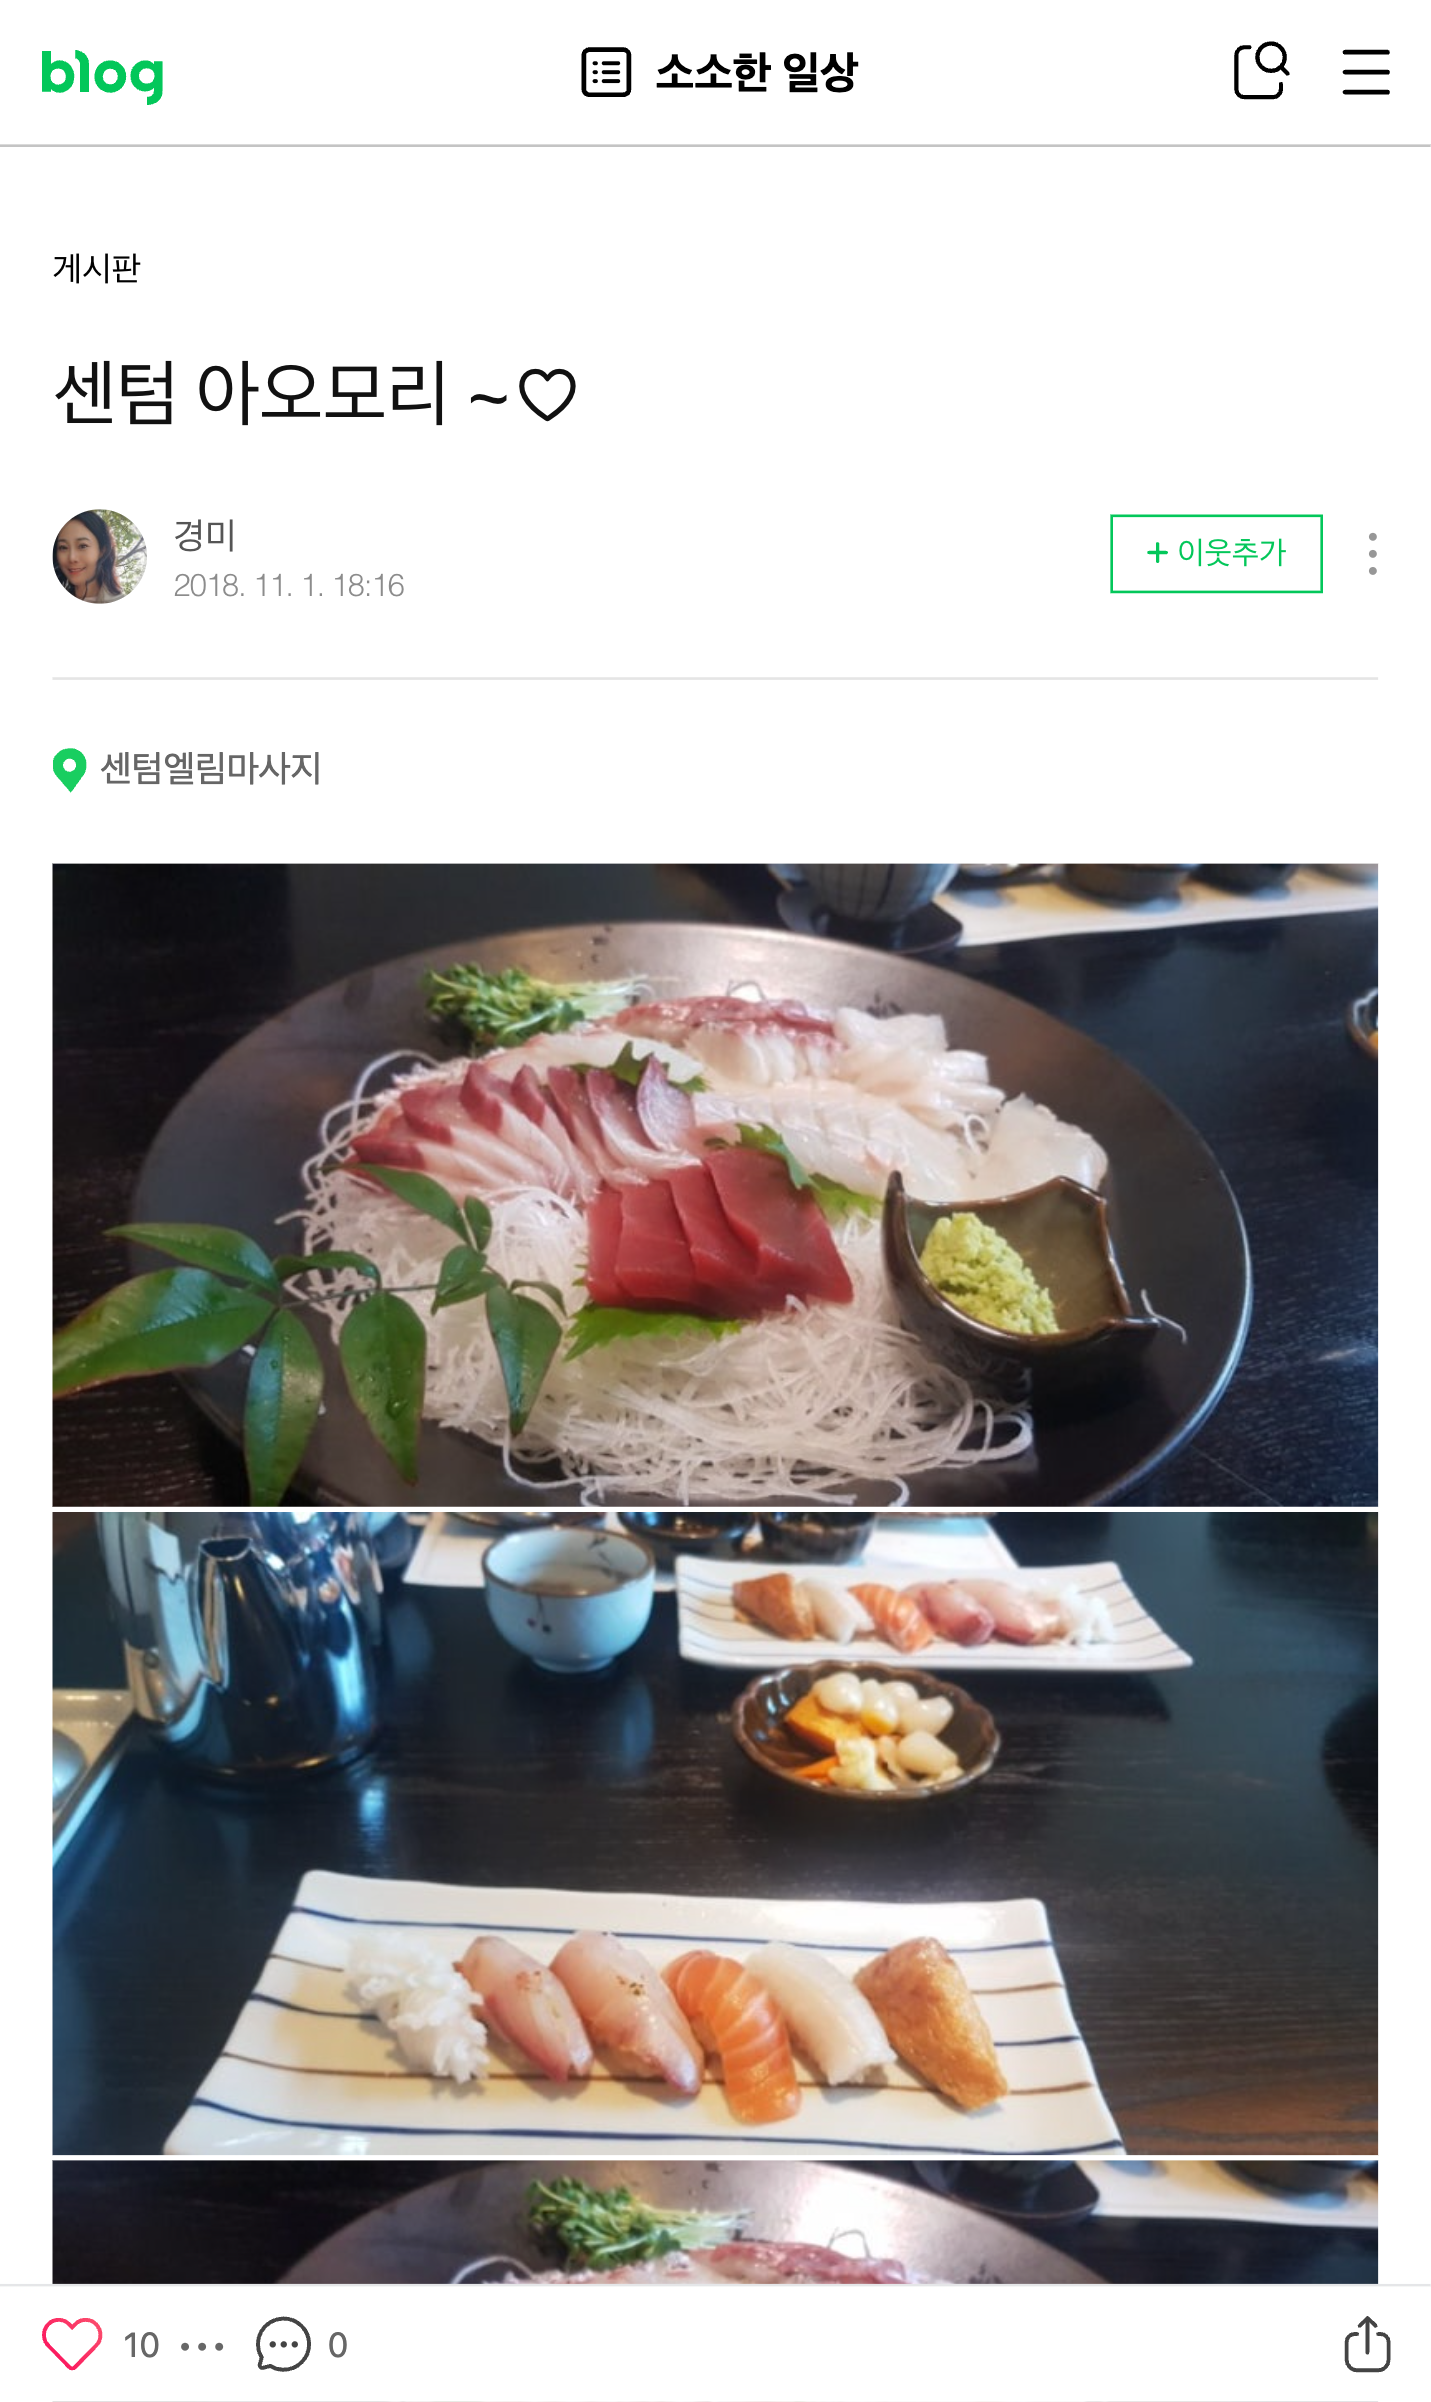 blog
소소한 일상
게시판
센텀 아오모리 ~♡
경미
2018. 11. 1. 18:16
+ 이웃추가
센텀엘림마사지
10
0